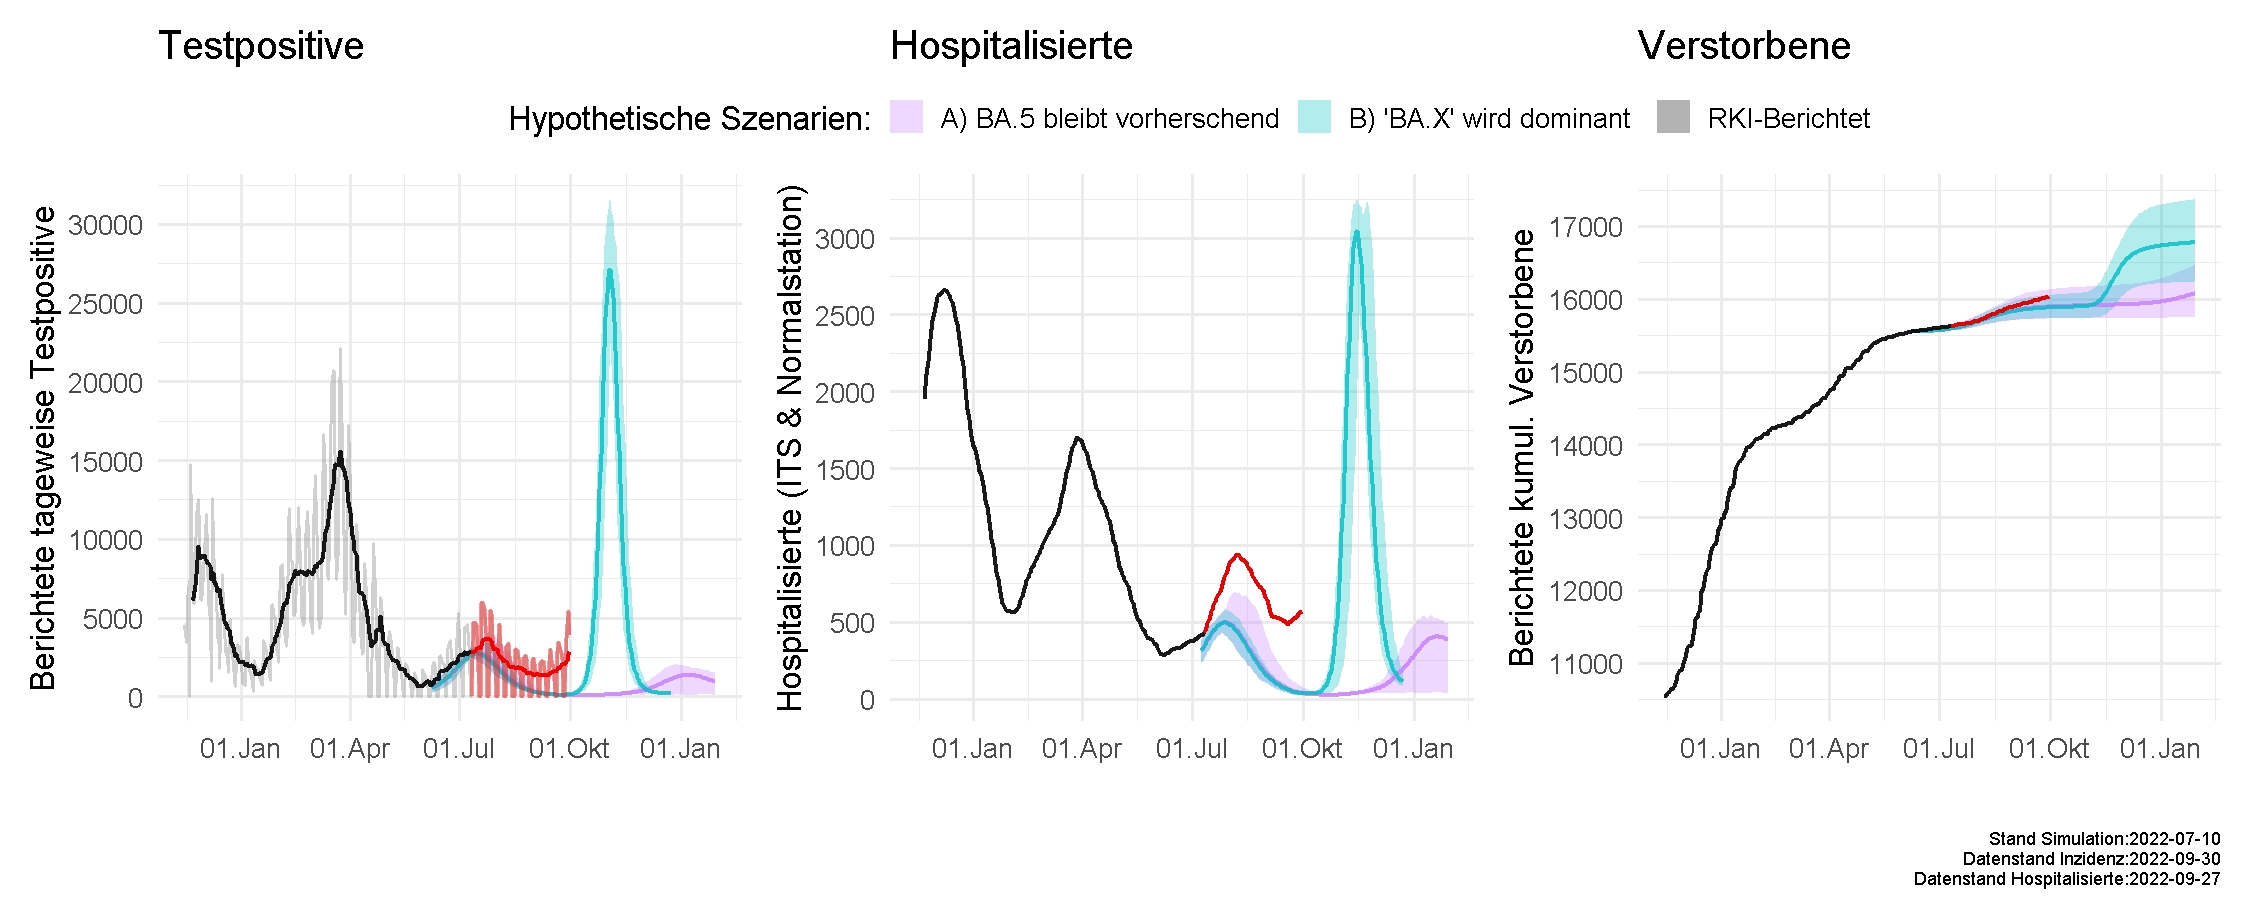 Testpositive
Hospitalisierte
Verstorbene
Hypothetische Szenarien:
A) BA.5 bleibt vorherschend
B) 'BA.X' wird dominant
RKI-Berichtet
Berichtete tageweise Testpositive
30000
25000
20000
15000
10000
5000
0
01.Jan
01.Apr
01.Jul
01.Okt
01.Jan
Hospitalisierte (ITS & Normalstation)
3000
2500
2000
1500
1000
500
0
01.Jan
01.Apr
01.Jul
01.Okt
01.Jan
Berichtete kumul. Verstorbene
17000
16000
15000
14000
13000
12000
11000
01.Jan
01.Apr
01.Jul
01.Okt
01.Jan
Stand Simulation:2022-07-10
Datenstand Inzidenz:2022-09-30
Datenstand Hospitalisierte:2022-09-27